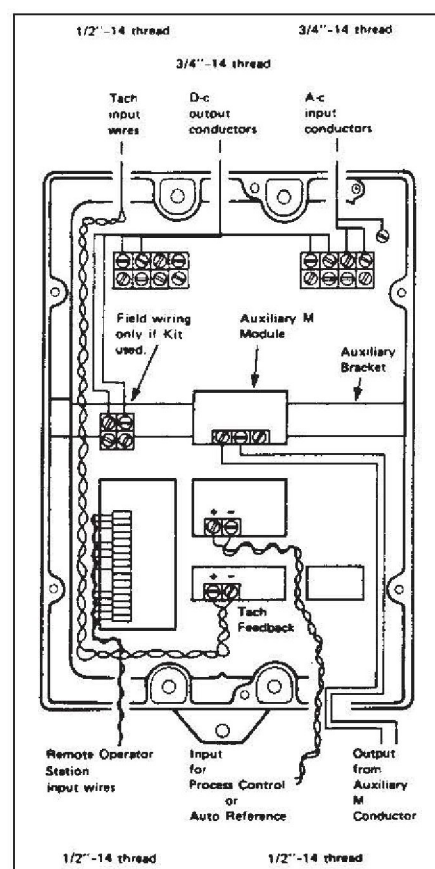 1/2"-14 thread
3/4"-14 thread
3/4"-14 thread
Tach
input
wires
D-c
output
conductors
A-c
input
conductors
Field wiring
only if Kit
used.
Auxiliary M
Module
Auxiliary
Bracket
+ -
+ -
Tach
Feedback
Remote Operator
Station
input wires
Input
for
Process Control
or
Auto Reference
Output
from
Auxiliary
M
Conductor
1/2"-14 thread
1/2"-14 thread